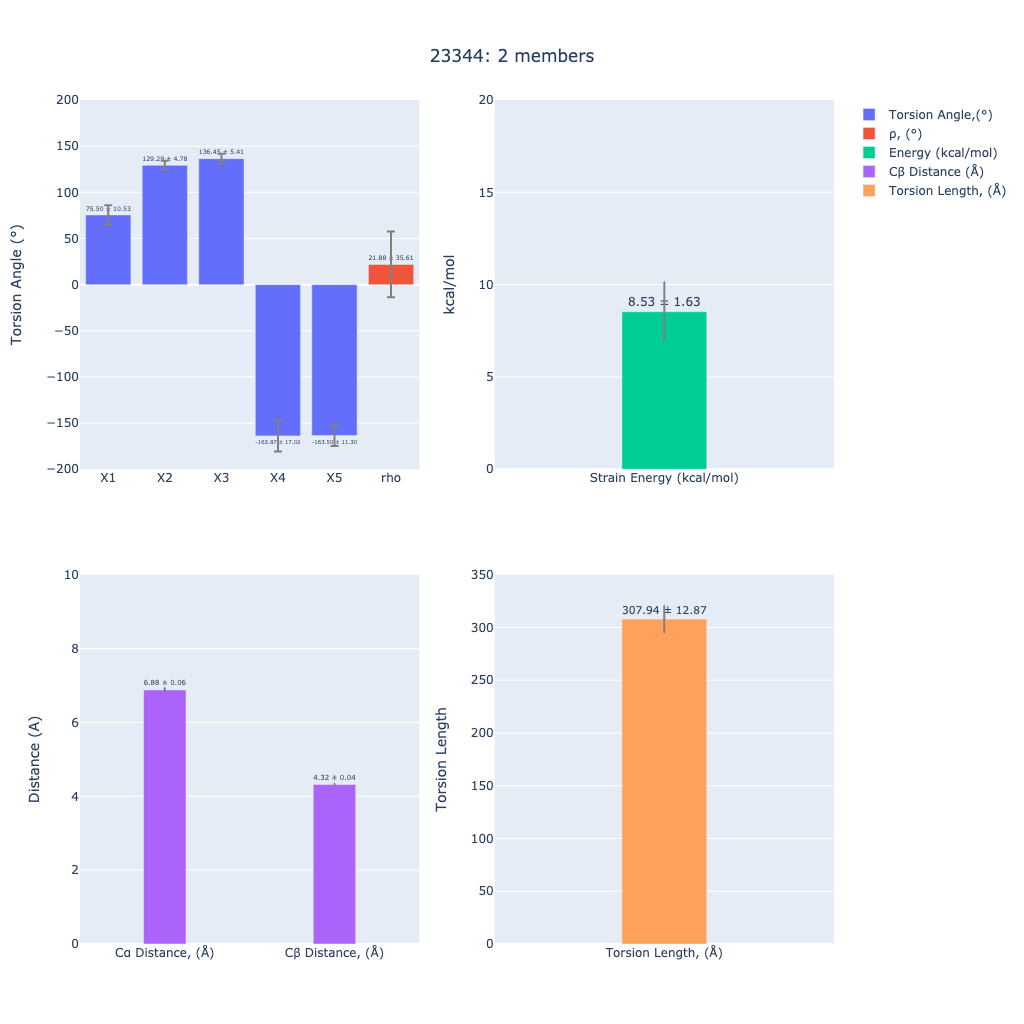 23344: 2 members
Torsion Angle (°)
200
150
100
50
0
−50
−100
−150
−200
75.50 ± 10.53
129.29 ± 4.78
136.45 ± 5.41
-163.87 ± 17.02
-163.50 ± 11.30
21.88 ± 35.61
X1
X2
X3
X4
X5
rho
kcal/mol
20
15
10
5
0
8.53 ± 1.63
Strain Energy (kcal/mol)
Torsion Angle,(°)
ρ, (°)
Energy (kcal/mol)
Cβ Distance (Å)
Torsion Length, (Å)
Distance (A)
10
8
6
4
2
0
6.88 ± 0.06
4.32 ± 0.04
Cα Distance, (Å)
Cβ Distance, (Å)
Torsion Length
350
300
250
200
150
100
50
0
307.94 ± 12.87
Torsion Length, (Å)